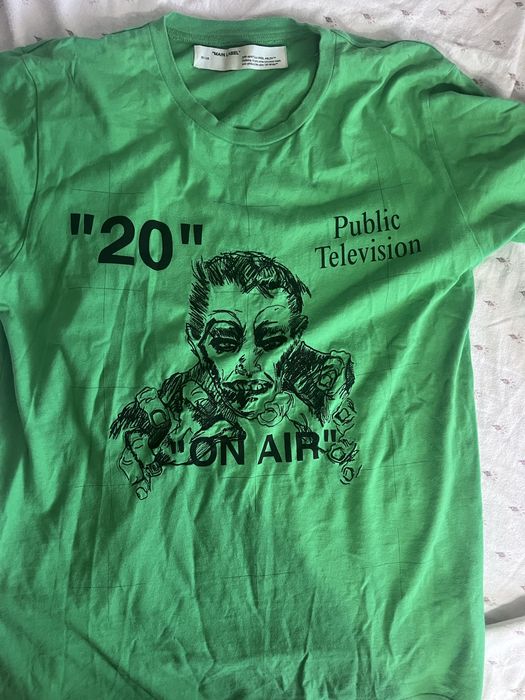 "MAIN LABEL"
"20"
Public
Television
"ON AIR"